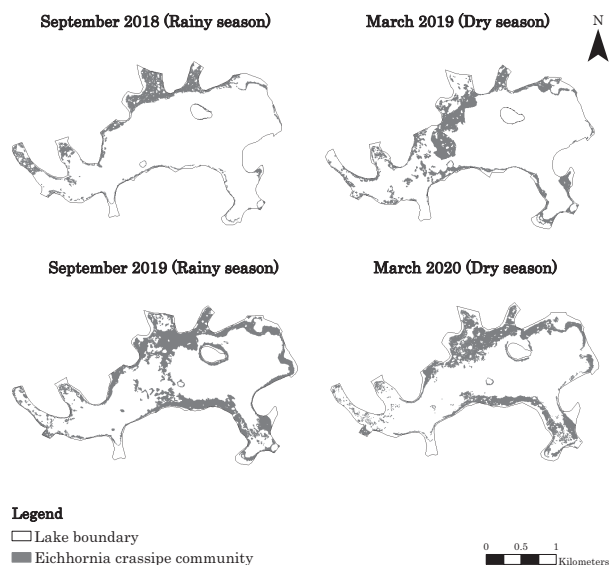 September 2018 (Rainy season)
March 2019 (Dry season)
N
September 2019 (Rainy season)
March 2020 (Dry season)
Legend
Lake boundary
Eichhornia crassipe community
0 0.5 1
Kilometers